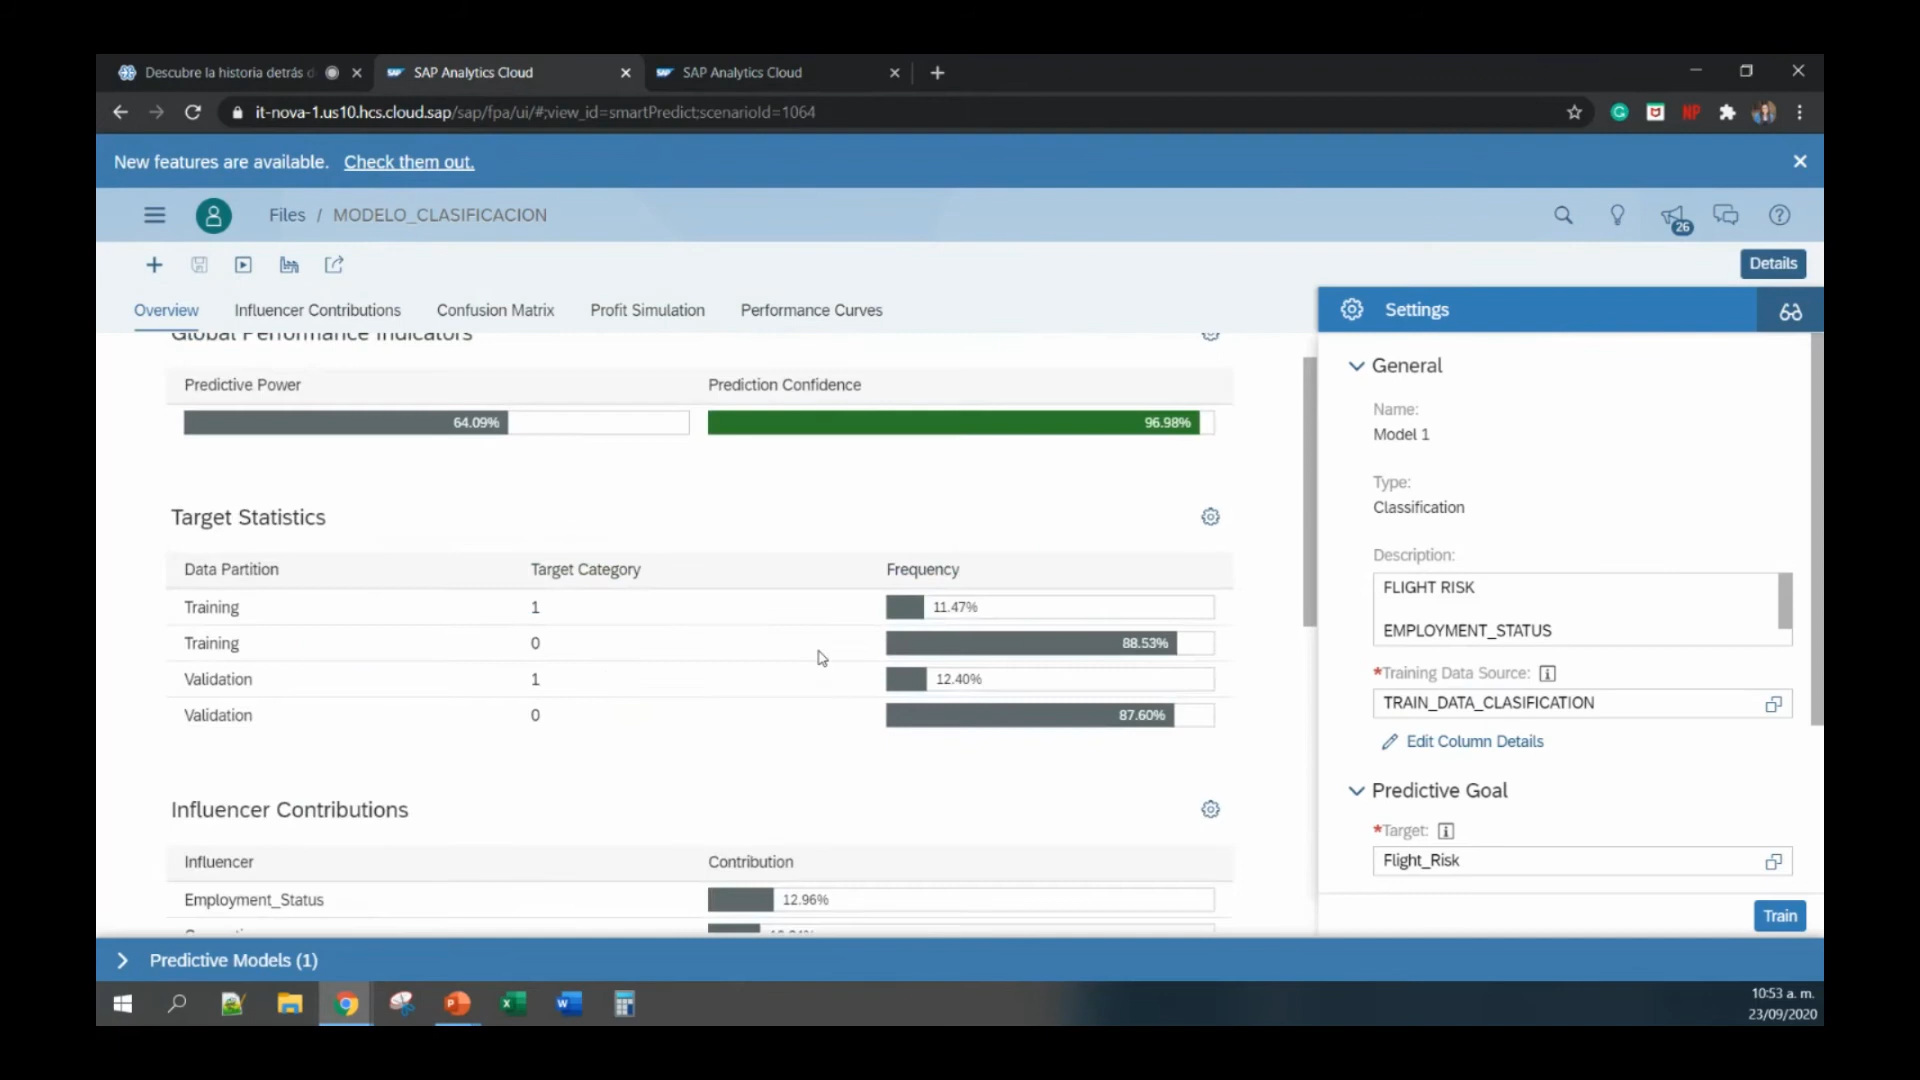 Descubre la historia detrás d
SAP Analytics Cloud
SAP Analytics Cloud
it-nova-1.us10.hcs.cloud.sap/sap/fpa/ui/#;view_id=smartPredict;scenarioId=1064
NP
New features are available. Check them out.
Files / MODELO_CLASIFICACION
26
Details
Overview Influencer Contributions Confusion Matrix Profit Simulation Performance Curves
Global Performance Indicators
Predictive Power Prediction Confidence
64.09% 96.98%
Target Statistics
Data Partition Target Category Frequency
Training 1 11.47%
Training 0 88.53%
Validation 1 12.40%
Validation 0 87.60%
Influencer Contributions
Influencer Contribution
Employment_Status 12.96%
Settings
General
Name:
Model 1
Type:
Classification
Description:
FLIGHT RISK
EMPLOYMENT_STATUS
*Training Data Source:
TRAIN_DATA_CLASIFICATION
Edit Column Details
Predictive Goal
*Target:
Flight_Risk
Train
Predictive Models (1)
10:53 a. m.
23/09/2020